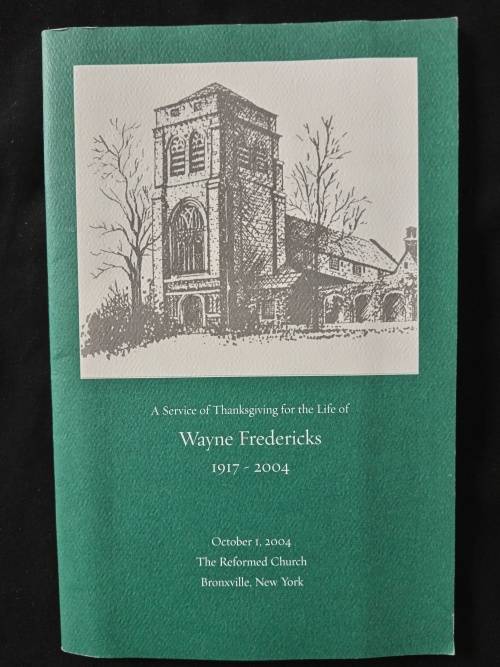 A Service of Thanksgiving for the Life of
Wayne Fredericks
1917 - 2004
October 1, 2004
The Reformed Church
Bronxville, New York